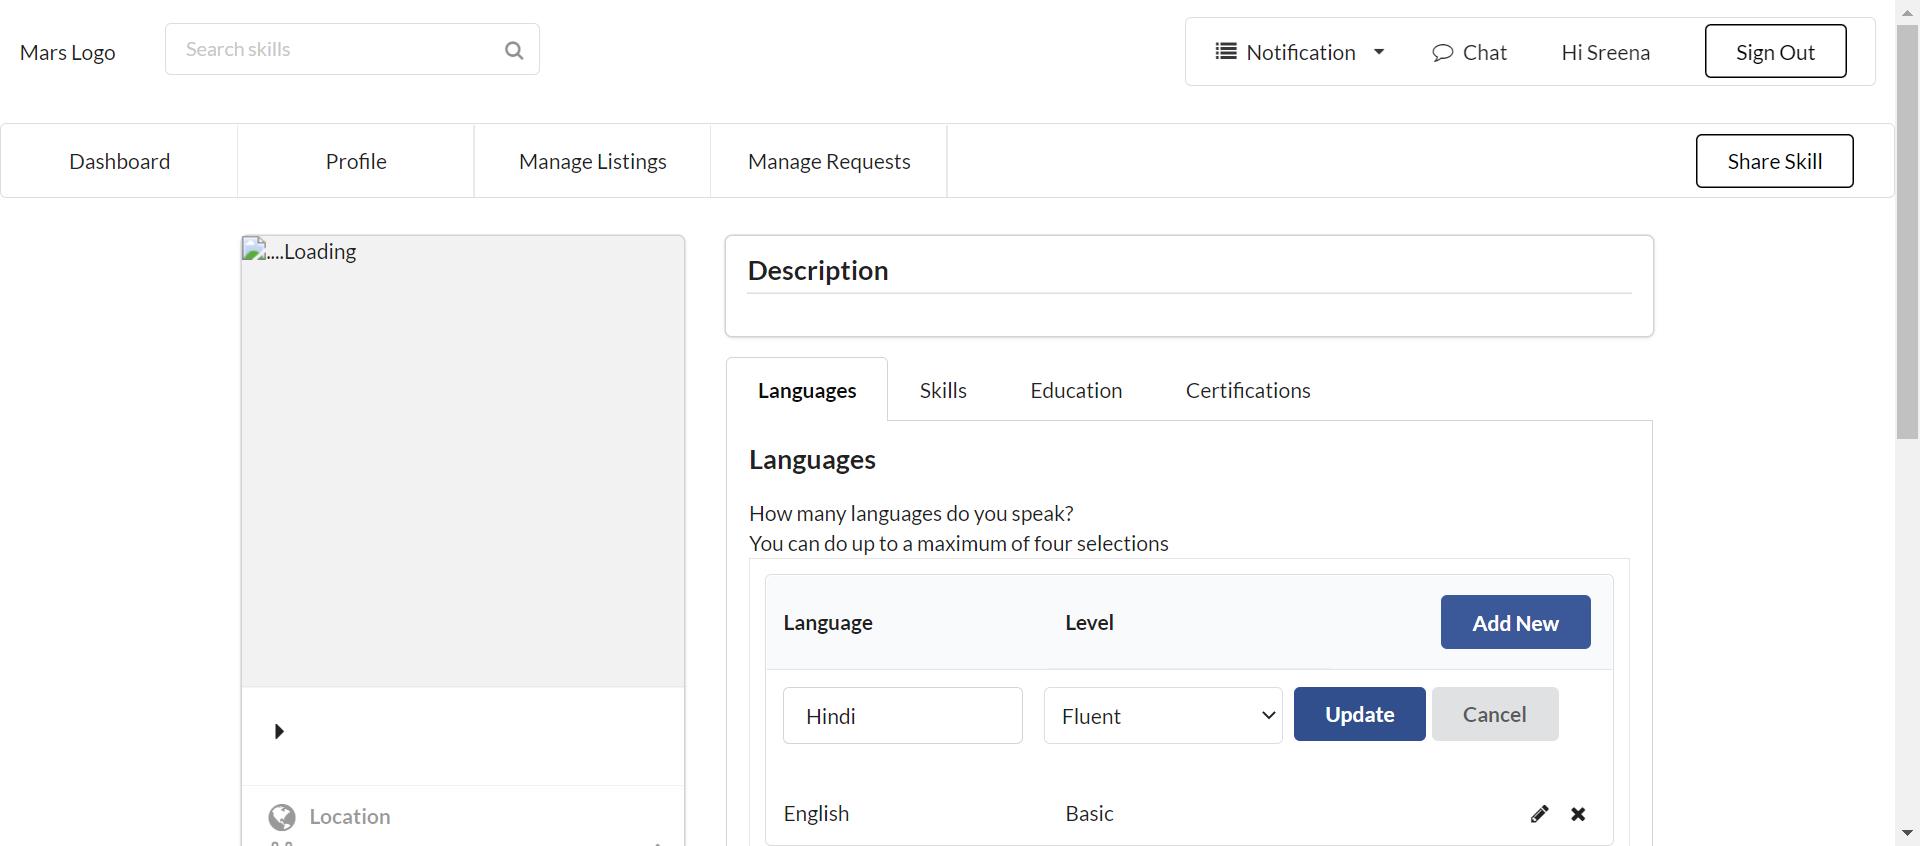 Mars Logo
Search skills
Notification
Chat
Hi Sreena
Sign Out
Dashboard
Profile
Manage Listings
Manage Requests
Share Skill
....Loading
Location
Description
Languages
Skills
Education
Certifications
Languages
How many languages do you speak?
You can do up to a maximum of four selections
Language
Level
Add New
Hindi
Fluent
Update
Cancel
English
Basic